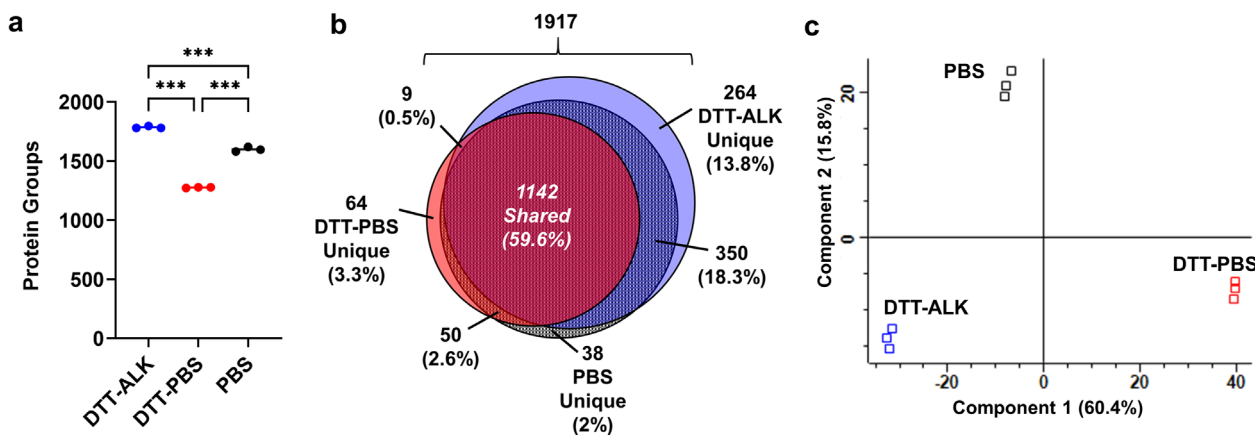 a
***
*** ***
Protein Groups
2000
1500
1000
500
0
DTT-ALK
DTT-PBS
PBS
b
1917
9
(0.5%)
264
DTT-ALK
Unique
(13.8%)
1142
Shared
(59.6%)
64
DTT-PBS
Unique
(3.3%)
350
(18.3%)
50
(2.6%)
38
PBS
Unique
(2%)
c
PBS
DTT-PBS
DTT-ALK
Component 2 (15.8%)
20
0
-20
0
20
40
Component 1 (60.4%)